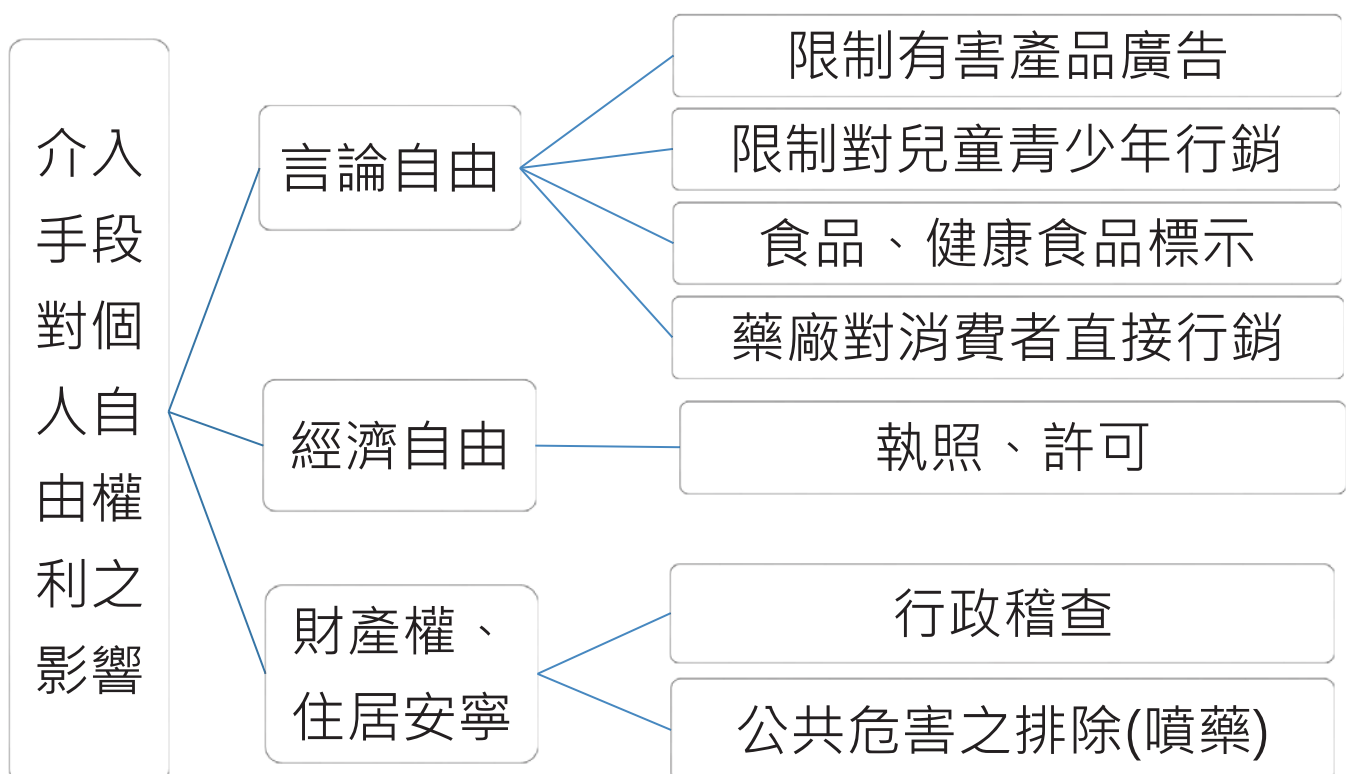 介入
手段
對個
人自
由權
利之
影響
言論自由
限制有害產品廣告
限制對兒童青少年行銷
食品、健康食品標示
藥廠對消費者直接行銷
經濟自由
執照、許可
財產權、
住居安寧
行政稽查
公共危害之排除(噴藥)